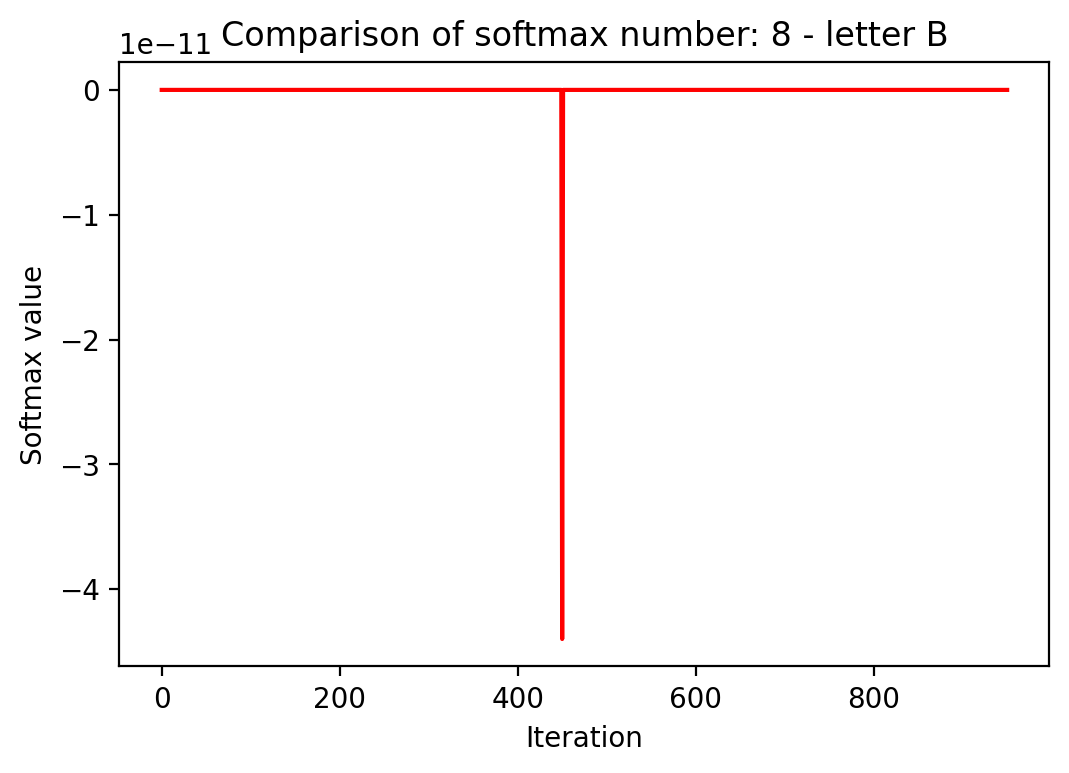 1e−11 Comparison of softmax number: 8 - letter B
0
−1
−2
−3
−4
Softmax value
0 200 400 600 800
Iteration